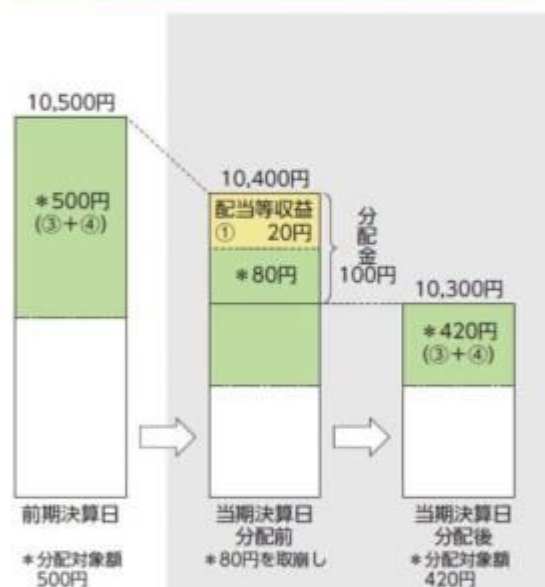 10,500円
*500円
(③+④)
10,400円
配当等収益
① 20円
*80円
分配金
100円
10,300円
*420円
(③+④)
前期決算日
*分配対象額
500円
当期決算日
分配前
*80円を取崩し
当期決算日
分配後
*分配対象額
420円